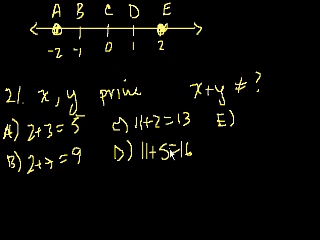 A B C D E
-2 -1 0 1 2
21. x, y prime x+y ≠ ?
A) 2+3=5 C) 11+2=13 E)
B) 2+7=9 D) 11+5=16